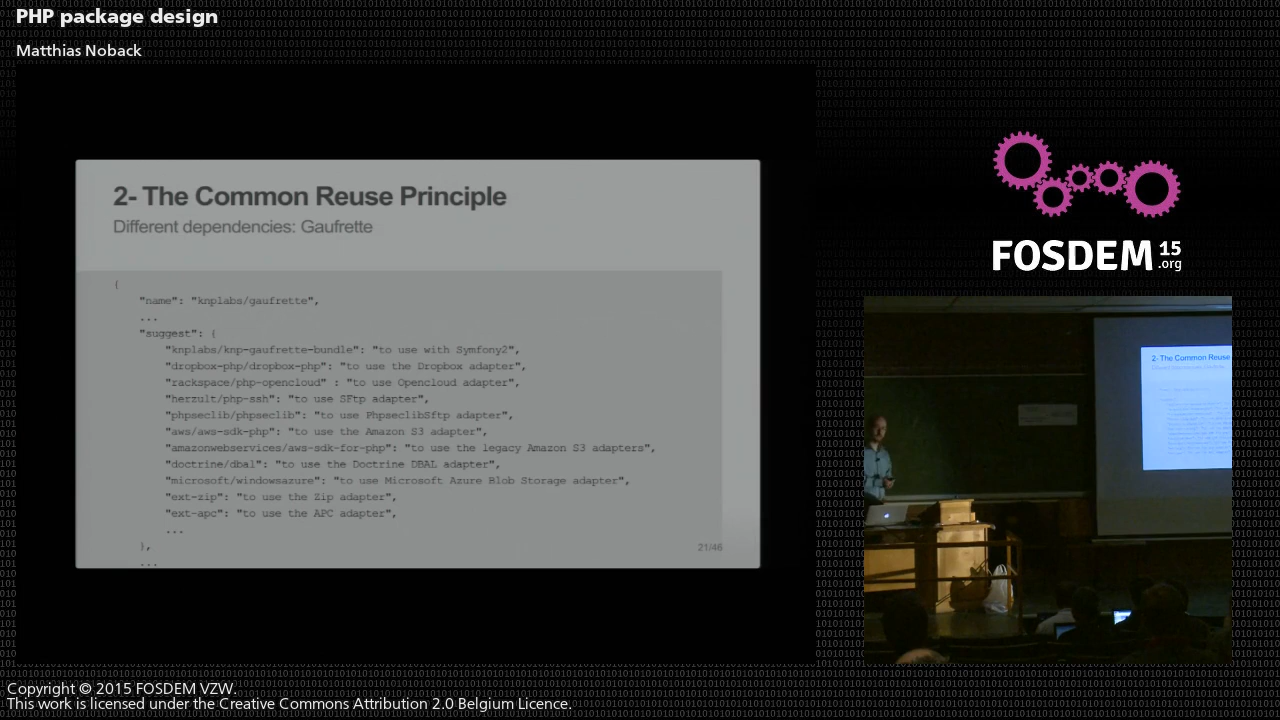 PHP package design
Matthias Noback
2- The Common Reuse Principle
Different dependencies: Gaufrette
{
"name": "knplabs/gaufrette",
...
"suggest": {
"knplabs/knp-gaufrette-bundle": "to use with Symfony2",
"dropbox-php/dropbox-php": "to use the Dropbox adapter",
"rackspace/php-opencloud" : "to use Opencloud adapter",
"herzult/php-ssh": "to use SFtp adapter",
"phpseclib/phpseclib": "to use PhpseclibSftp adapter",
"aws/aws-sdk-php": "to use the Amazon S3 adapter",
"amazonwebservices/aws-sdk-for-php": "to use the legacy Amazon S3 adapters",
"doctrine/dbal": "to use the Doctrine DBAL adapter",
"microsoft/windowsazure": "to use Microsoft Azure Blob Storage adapter",
"ext-zip": "to use the Zip adapter",
"ext-apc": "to use the APC adapter",
...
},
...
21/46
FOSDEM 15 .org
2- The Common Reuse
Copyright © 2015 FOSDEM VZW.
This work is licensed under the Creative Commons Attribution 2.0 Belgium Licence.